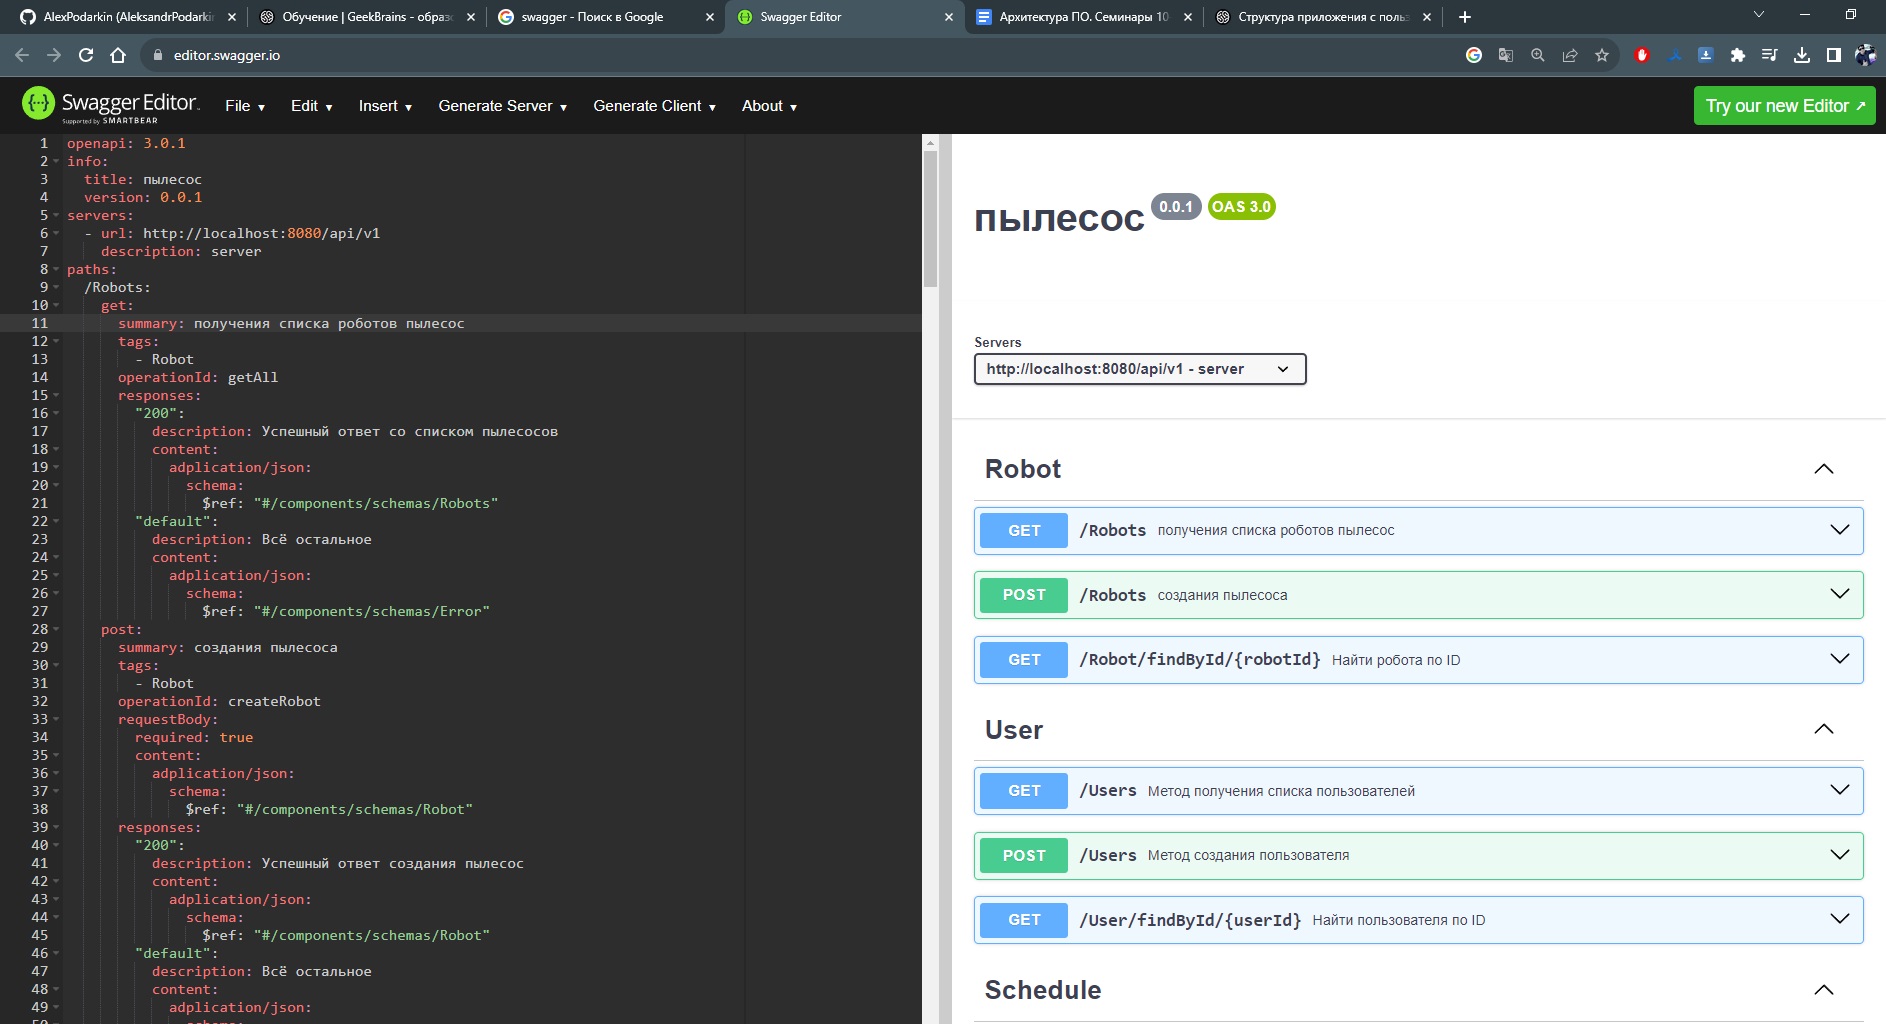 AlexPodarkin (AleksandrPodarkin
Обучение | GeekBrains - образо
swagger - Поиск в Google
Swagger Editor
Архитектура ПО. Семинары 10
Структура приложения с польз
editor.swagger.io
Swagger Editor
Supported by SMARTBEAR
File
Edit
Insert
Generate Server
Generate Client
About
Try our new Editor ↗
1 openapi: 3.0.1
2 info:
3 title: пылесос
4 version: 0.0.1
5 servers:
6 - url: http://localhost:8080/api/v1
7 description: server
8 paths:
9 /Robots:
10 get:
11 summary: получения списка роботов пылесос
12 tags:
13 - Robot
14 operationId: getAll
15 responses:
16 "200":
17 description: Успешный ответ со списком пылесосов
18 content:
19 adplication/json:
20 schema:
21 $ref: "#/components/schemas/Robots"
22 "default":
23 description: Всё остальное
24 content:
25 adplication/json:
26 schema:
27 $ref: "#/components/schemas/Error"
28 post:
29 summary: создания пылесоса
30 tags:
31 - Robot
32 operationId: createRobot
33 requestBody:
34 required: true
35 content:
36 adplication/json:
37 schema:
38 $ref: "#/components/schemas/Robot"
39 responses:
40 "200":
41 description: Успешный ответ создания пылесос
42 content:
43 adplication/json:
44 schema:
45 $ref: "#/components/schemas/Robot"
46 "default":
47 description: Всё остальное
48 content:
49 adplication/json:
пылесос 0.0.1 OAS 3.0
Servers
http://localhost:8080/api/v1 - server
Robot
GET /Robots получения списка роботов пылесос
POST /Robots создания пылесоса
GET /Robot/findById/{robotId} Найти робота по ID
User
GET /Users Метод получения списка пользователей
POST /Users Метод создания пользователя
GET /User/findById/{userId} Найти пользователя по ID
Schedule